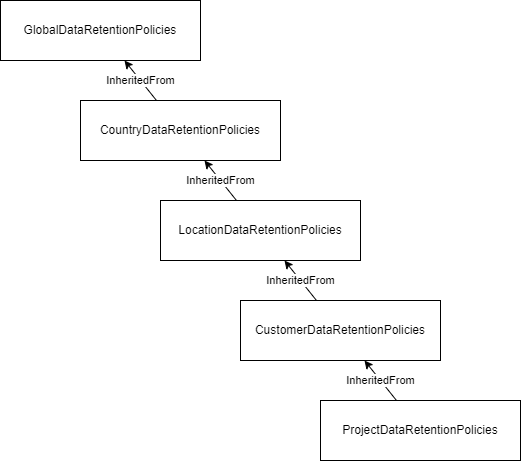 GlobalDataRetentionPolicies
InheritedFrom
CountryDataRetentionPolicies
InheritedFrom
LocationDataRetentionPolicies
InheritedFrom
CustomerDataRetentionPolicies
InheritedFrom
ProjectDataRetentionPolicies